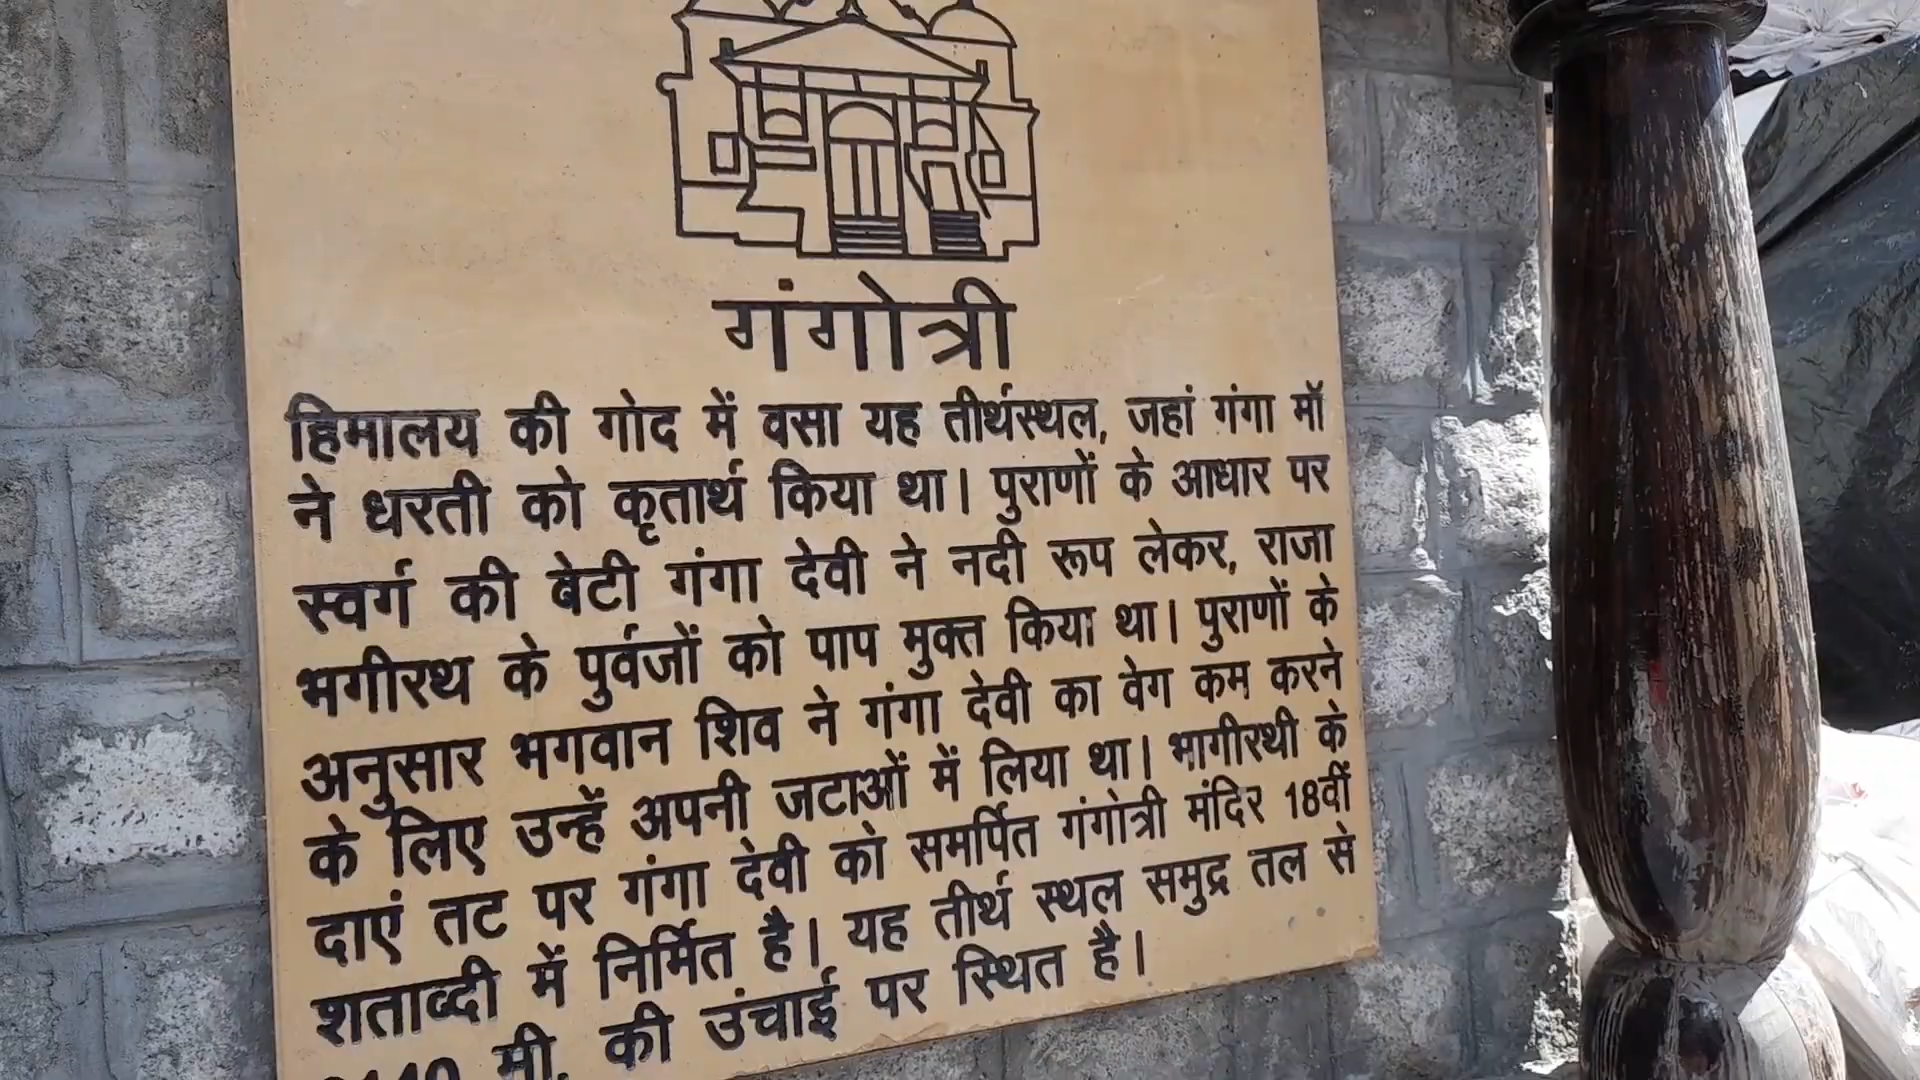 गंगोत्री
हिमालय की गोद में वसा यह तीर्थस्थल, जहां गंगा मॉ
ने धरती को कृतार्थ किया था। पुराणों के आधार पर
स्वर्ग की बेटी गंगा देवी ने नदी रूप लेकर, राजा
भगीरथ के पुर्वजों को पाप मुक्त किया था। पुराणों के
अनुसार भगवान शिव ने गंगा देवी का वेग कम करने
के लिए उन्हें अपनी जटाओं में लिया था। भागीरथी के
दाएं तट पर गंगा देवी को समर्पित गंगोत्री मंदिर 18वीं
शताव्दी में निर्मित है। यह तीर्थ स्थल समुद्र तल से
मी. की उंचाई पर स्थित है।